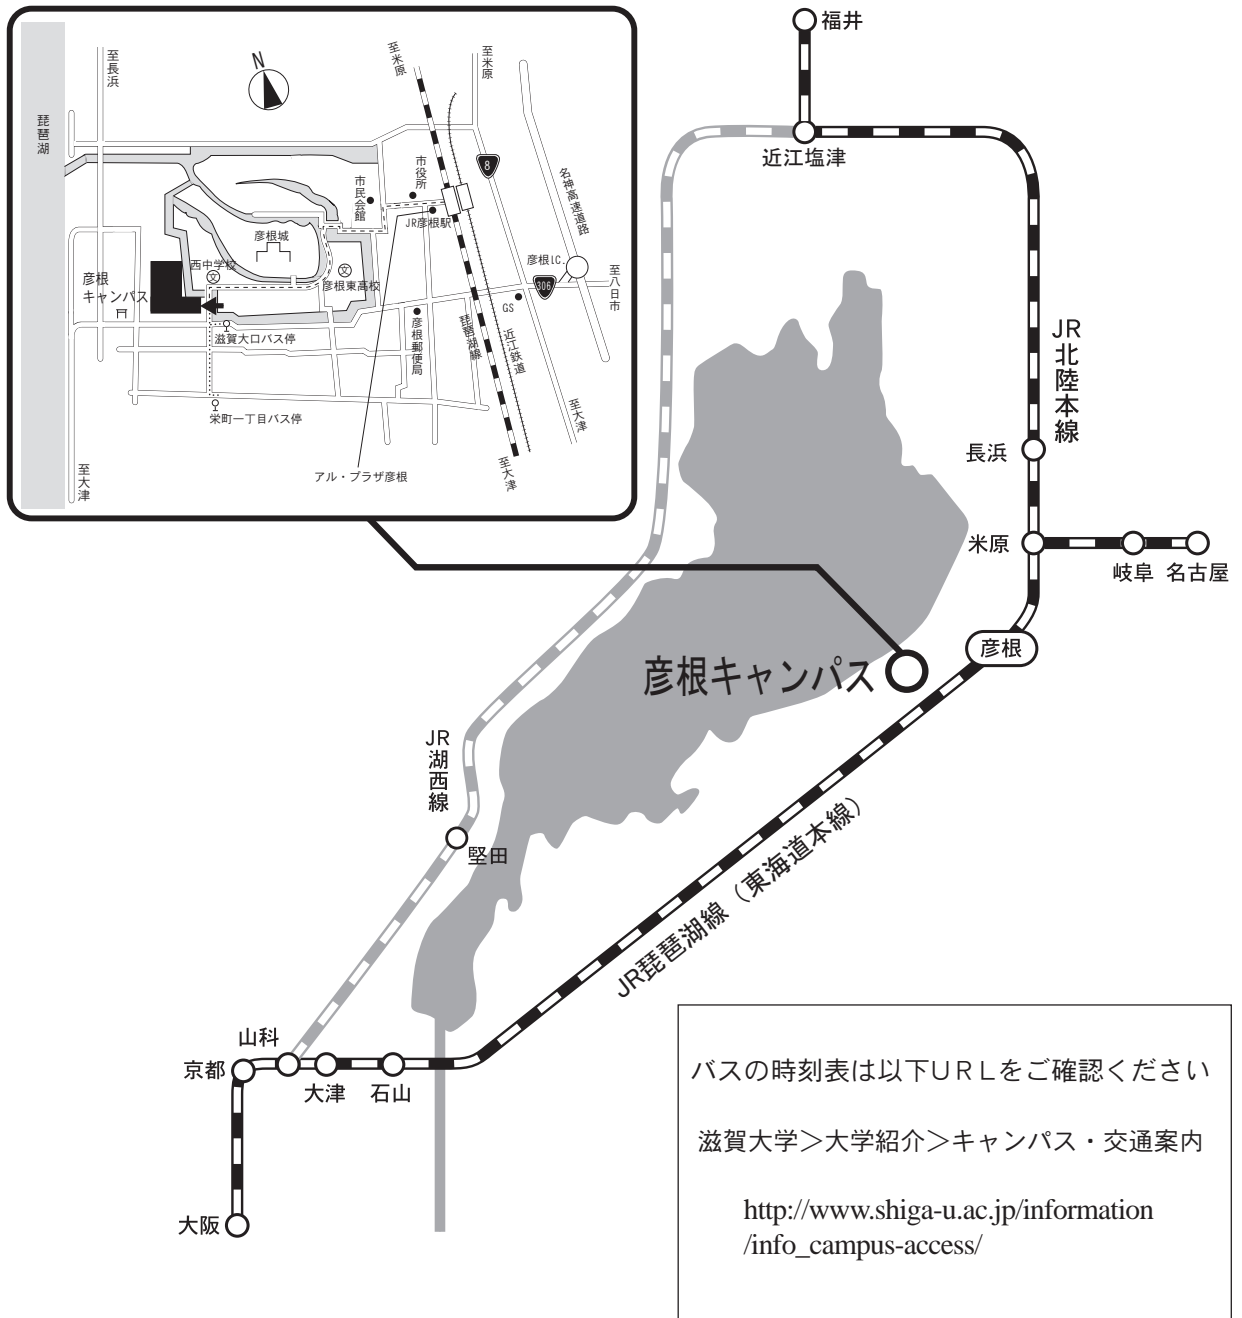 至長浜
N
至米原
至米原
琵琶湖
8
名神高速道路
市役所
市民会館
JR彦根駅
彦根城
西中学校
文
文
彦根東高校
彦根I.C.
306
至八日市
GS
彦根
キャンパス
滋賀大口バス停
彦根郵便局
琵琶湖線
近江鉄道
栄町一丁目バス停
至大津
至大津
至大津
アル・プラザ彦根
福井
近江塩津
JR北陸本線
長浜
米原
岐阜
名古屋
彦根
彦根キャンパス
JR湖西線
堅田
JR琵琶湖線（東海道本線）
山科
京都
大津
石山
大阪
バスの時刻表は以下URLをご確認ください
滋賀大学＞大学紹介＞キャンパス・交通案内
http://www.shiga-u.ac.jp/information
/info_campus-access/